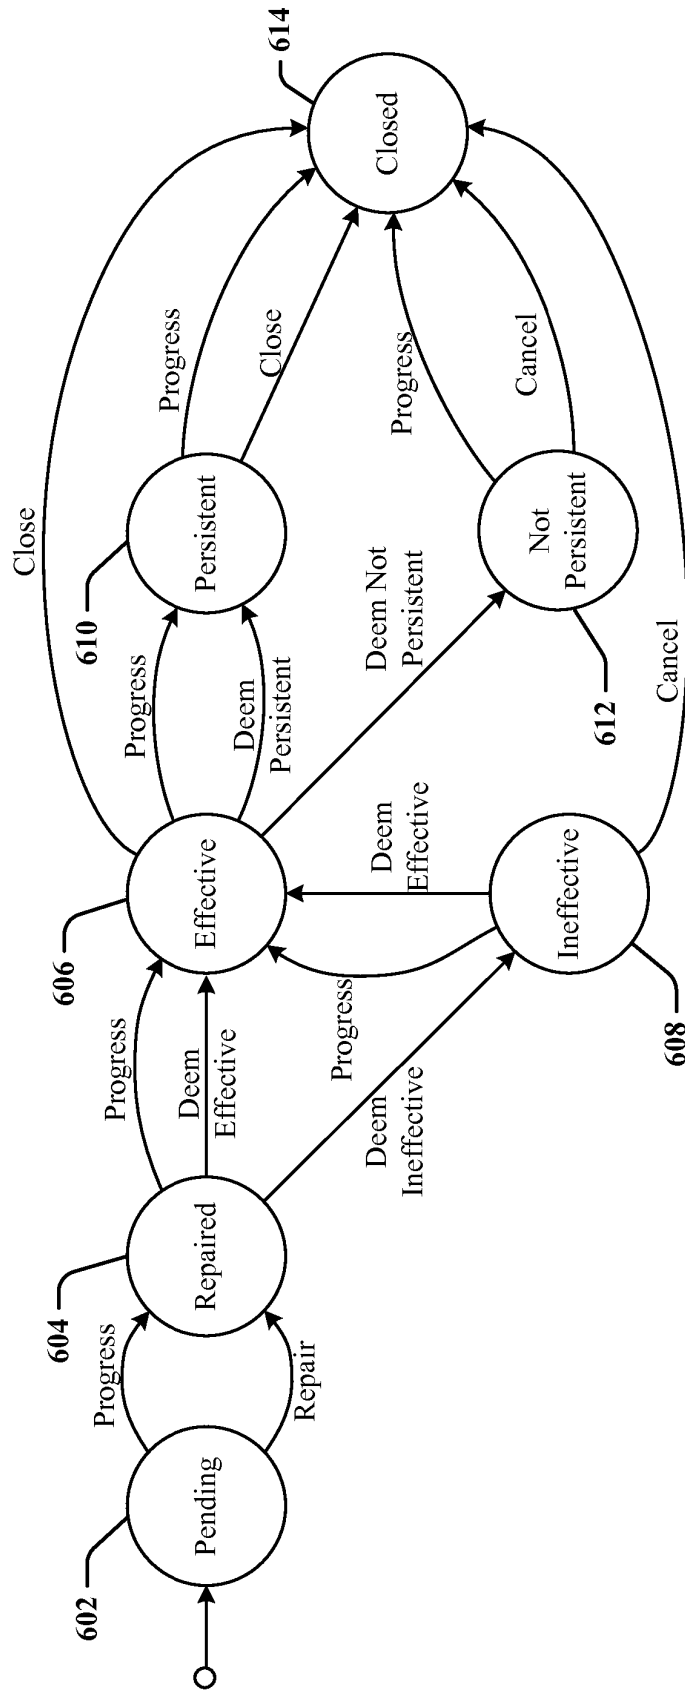 602
Pending
Progress
Repair
604
Repaired
Progress
Deem
Effective
Deem
Ineffective
606
Effective
608
Ineffective
Progress
Deem
Effective
Close
Progress
Deem
Persistent
Deem Not
Persistent
Cancel
610
Persistent
612
Not
Persistent
Progress
Close
Progress
Cancel
614
Closed